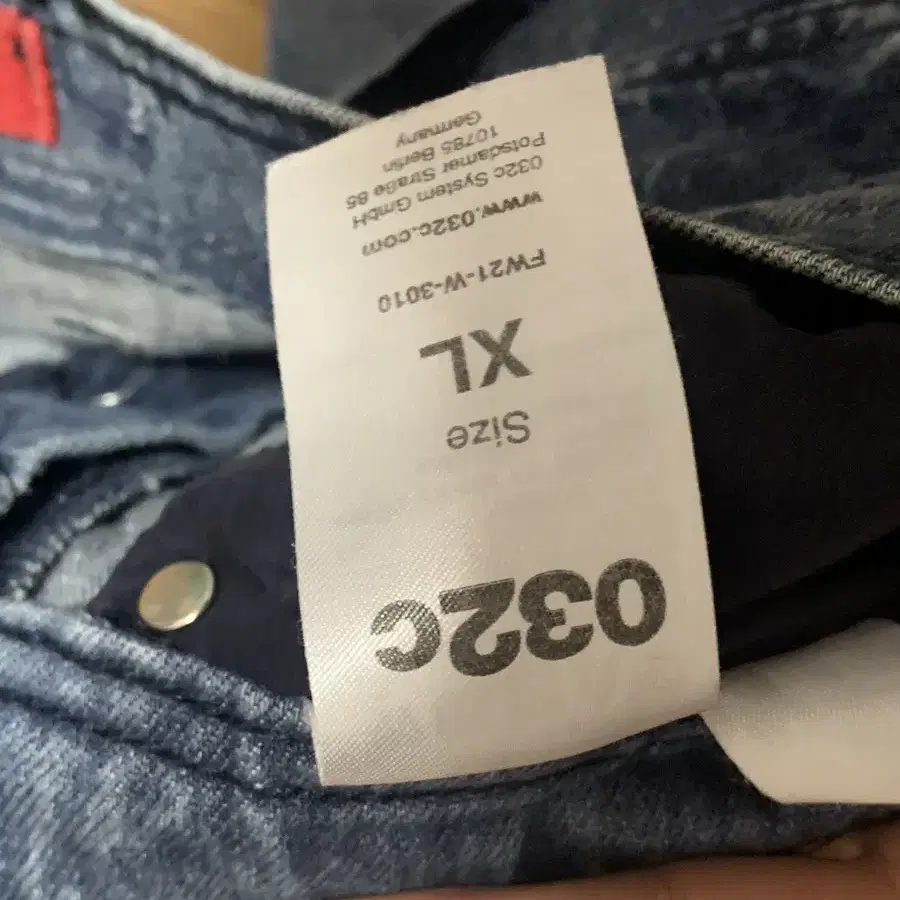 032c
Size
XL
FW21-W-3010
www.032c.com
032c System GmbH
Potsdamer Straße 85
10785 Berlin
Germany